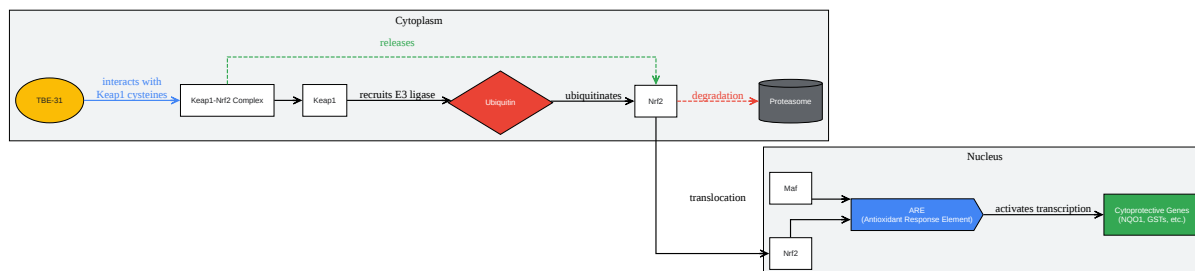 Cytoplasm
releases
TBE-31
interacts with
Keap1 cysteines
Keap1-Nrf2 Complex
Keap1
recruits E3 ligase
Ubiquitin
ubiquitinates
Nrf2
degradation
Proteasome
translocation
Nucleus
Maf
Nrf2
ARE
(Antioxidant Response Element)
activates transcription
Cytoprotective Genes
(NQO1, GSTs, etc.)